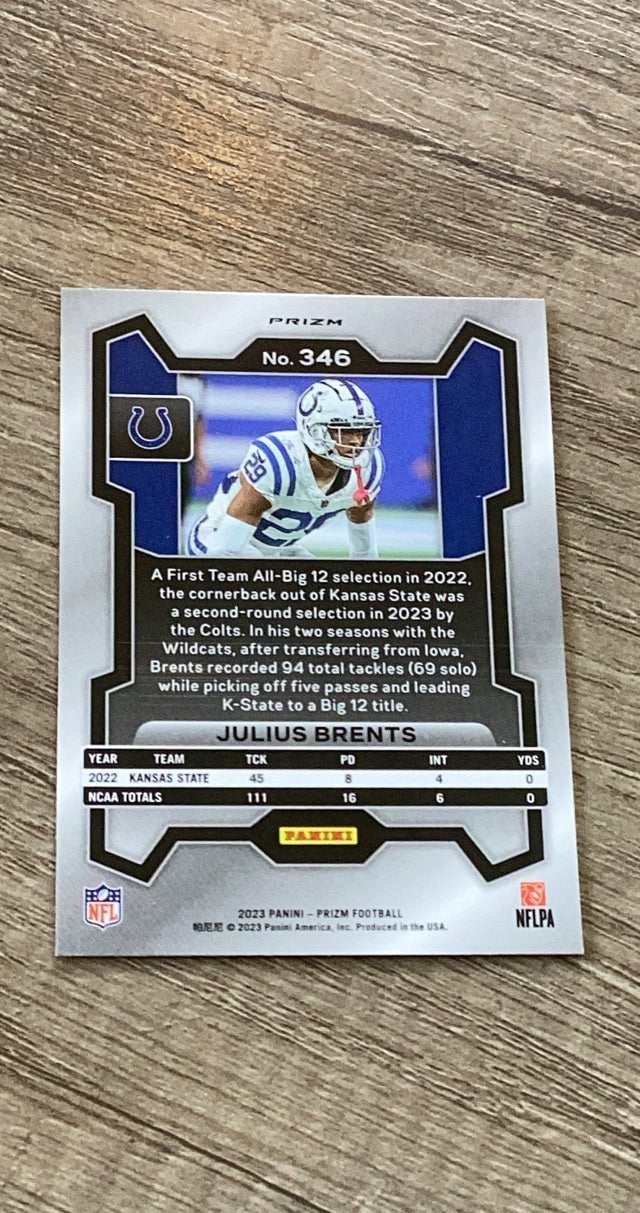 PRIZM
No. 346
29
29
A First Team All-Big 12 selection in 2022,
the cornerback out of Kansas State was
a second-round selection in 2023 by
the Colts. In his two seasons with the
Wildcats, after transferring from Iowa,
Brents recorded 94 total tackles (69 solo)
while picking off five passes and leading
K-State to a Big 12 title.
JULIUS BRENTS
YEAR TEAM TCK PD INT YDS
2022 KANSAS STATE 45 8 4 0
NCAA TOTALS 111 16 6 0
PANINI
NFL
NFLPA
2023 PANINI – PRIZM FOOTBALL
帕尼尼 © 2023 Panini America, Inc. Produced in the USA.